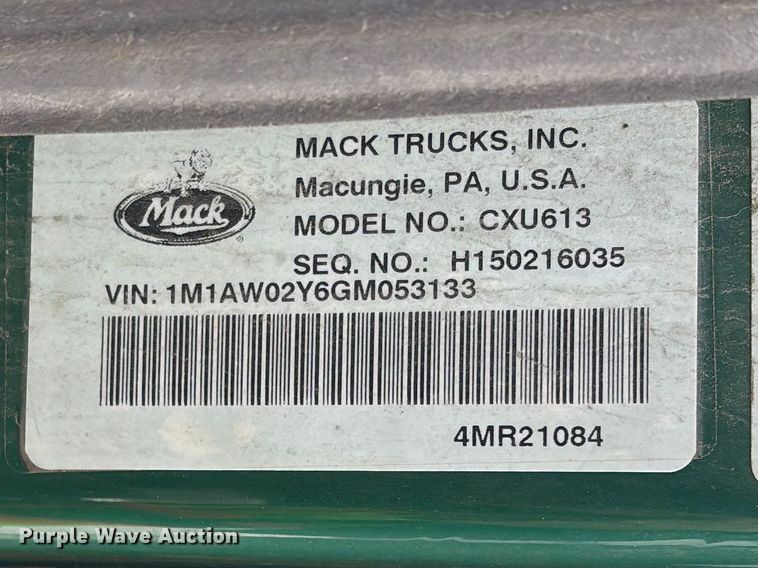 MACK TRUCKS, INC.
Macungie, PA, U.S.A.
Mack
®
MODEL NO.: CXU613
SEQ. NO.: H150216035
VIN: 1M1AW02Y6GM053133
4MR21084
Purple Wave Auction